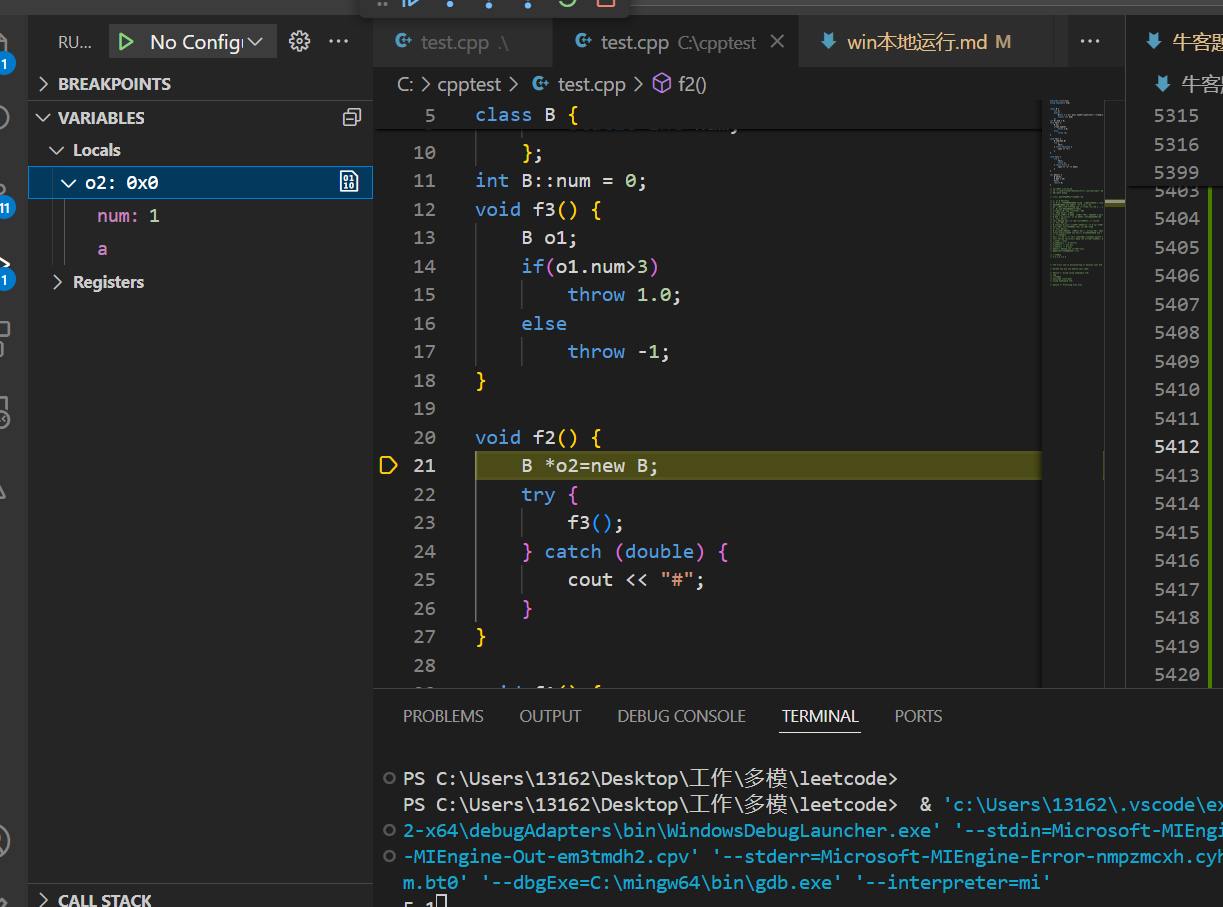 RU... No Config
BREAKPOINTS
VARIABLES
Locals
o2: 0x0
num: 1
a
Registers
CALL STACK
1
11
1
test.cpp .\
test.cpp C:\cpptest
win本地运行.md M
...
C: > cpptest > test.cpp > f2()
5 class B {
10 };
11 int B::num = 0;
12 void f3() {
13 B o1;
14 if(o1.num>3)
15 throw 1.0;
16 else
17 throw -1;
18 }
19
20 void f2() {
21 B *o2=new B;
22 try {
23 f3();
24 } catch (double) {
25 cout << "#";
26 }
27 }
28
牛客题
牛客
5315
5316
5399
5403
5404
5405
5406
5407
5408
5409
5410
5411
5412
5413
5414
5415
5416
5417
5418
5419
5420
PROBLEMS OUTPUT DEBUG CONSOLE TERMINAL PORTS
PS C:\Users\13162\Desktop\工作\多模\leetcode>
PS C:\Users\13162\Desktop\工作\多模\leetcode> & 'c:\Users\13162\.vscode\ex
2-x64\debugAdapters\bin\WindowsDebugLauncher.exe' '--stdin=Microsoft-MIEngi
-MIEngine-Out-em3tmdh2.cpv' '--stderr=Microsoft-MIEngine-Error-nmpzmcxh.cyh
m.bt0' '--dbgExe=C:\mingw64\bin\gdb.exe' '--interpreter=mi'